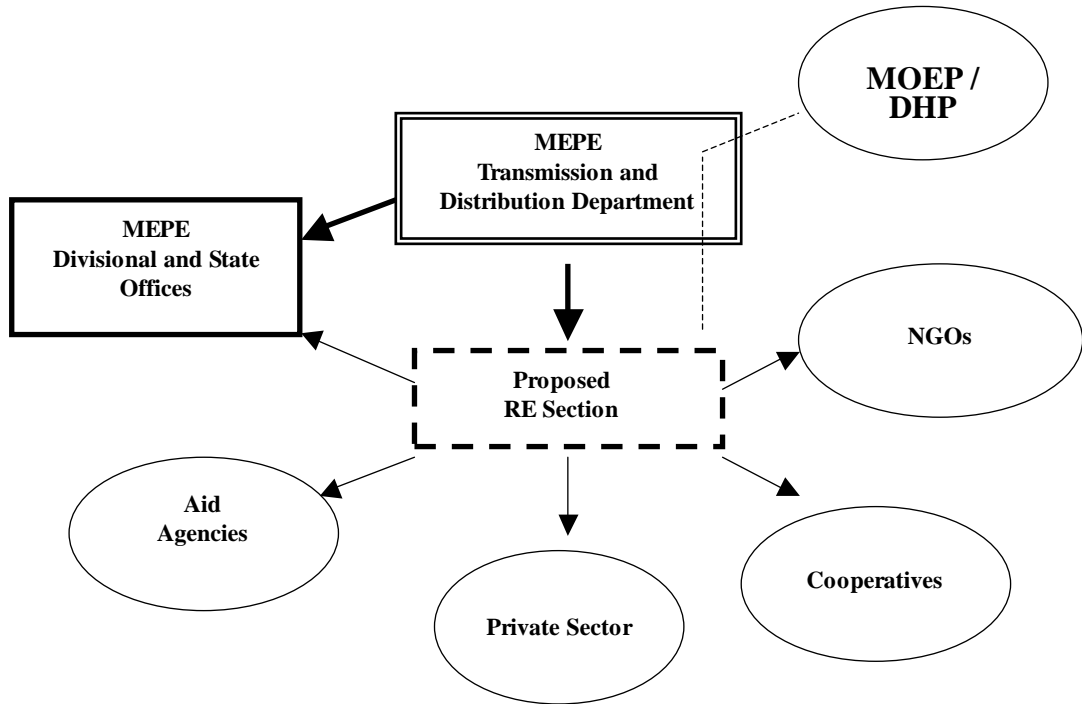 MOEP /
DHP
MEPE
Transmission and
Distribution Department
MEPE
Divisional and State
Offices
NGOs
Proposed
RE Section
Aid
Agencies
Cooperatives
Private Sector